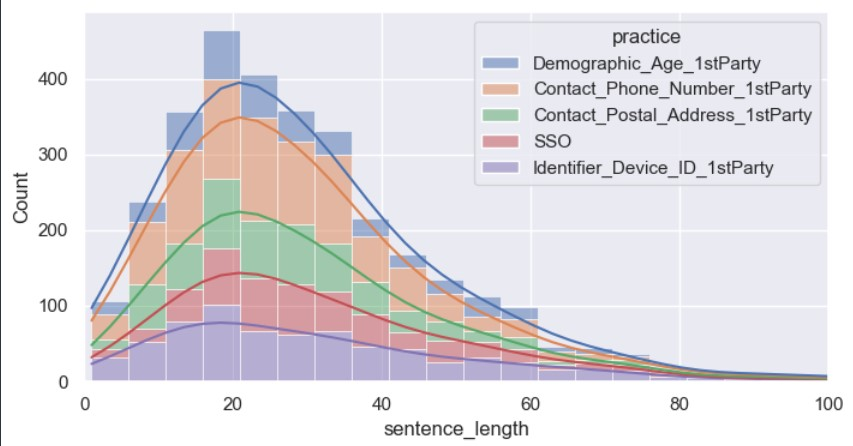 practice
Demographic_Age_1stParty
Contact_Phone_Number_1stParty
Contact_Postal_Address_1stParty
SSO
Identifier_Device_ID_1stParty
Count
400
300
200
100
0
0 20 40 60 80 100
sentence_length